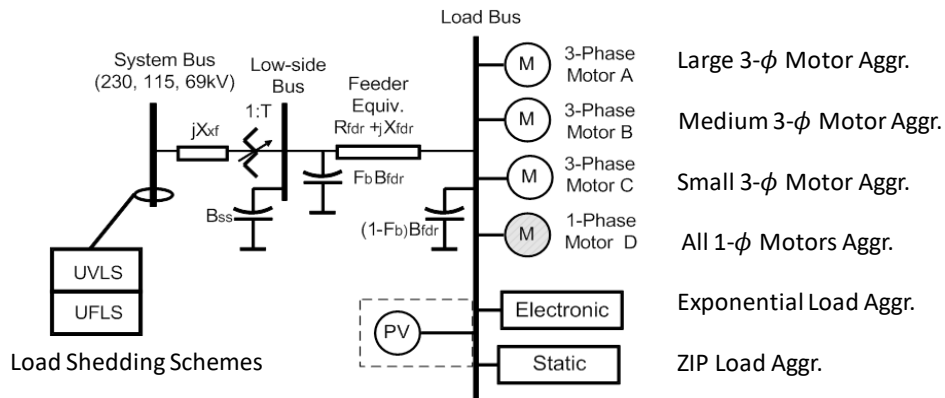 Load Bus
System Bus
(230, 115, 69kV)
Low-side
Bus
Feeder
Equiv.
Rfdr +jXfdr
1:T
jXxf
FbBfdr
Bss
(1-Fb)Bfdr
UVLS
UFLS
Load Shedding Schemes
M
3-Phase
Motor A
Large 3-ϕ Motor Aggr.
M
3-Phase
Motor B
Medium 3-ϕ Motor Aggr.
M
3-Phase
Motor C
Small 3-ϕ Motor Aggr.
M
1-Phase
Motor D
All 1-ϕ Motors Aggr.
Electronic
Exponential Load Aggr.
PV
Static
ZIP Load Aggr.